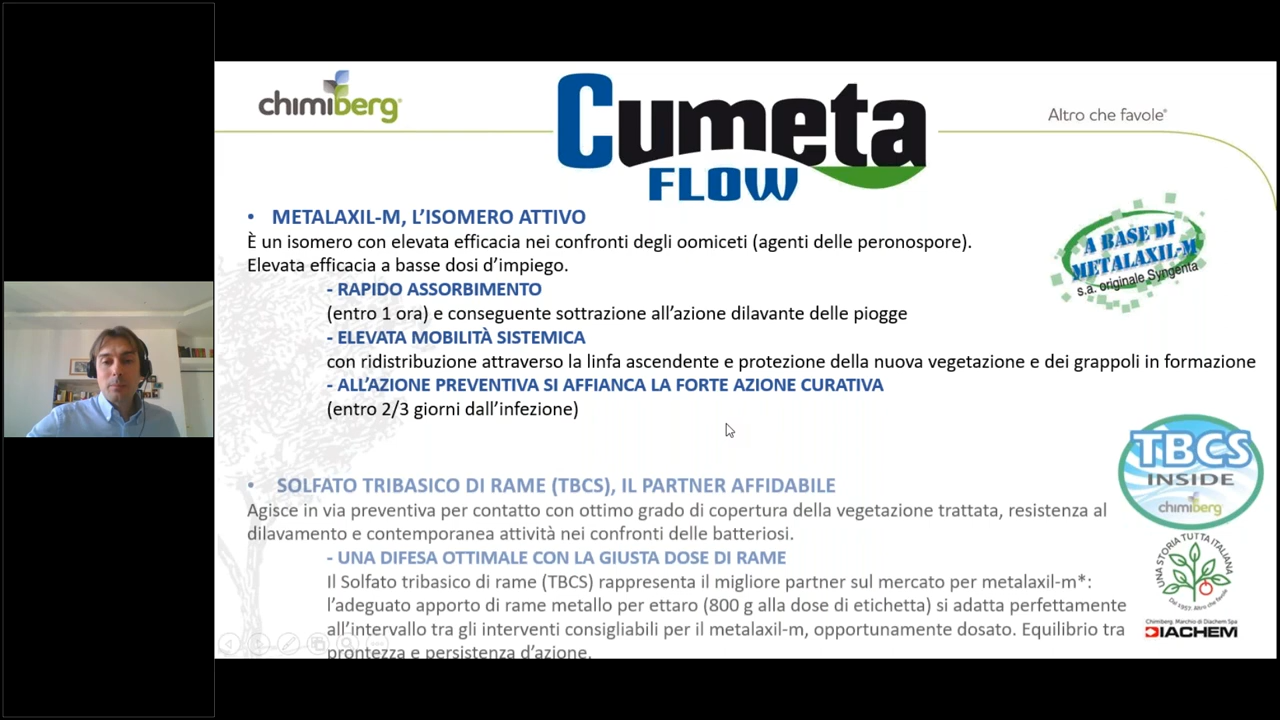 chimiberg®
Cumeta
FLOW
Altro che favole®
• METALAXIL-M, L'ISOMERO ATTIVO
È un isomero con elevata efficacia nei confronti degli oomiceti (agenti delle peronospore).
Elevata efficacia a basse dosi d'impiego.
- RAPIDO ASSORBIMENTO
(entro 1 ora) e conseguente sottrazione all'azione dilavante delle piogge
- ELEVATA MOBILITÀ SISTEMICA
con ridistribuzione attraverso la linfa ascendente e protezione della nuova vegetazione e dei grappoli in formazione
- ALL'AZIONE PREVENTIVA SI AFFIANCA LA FORTE AZIONE CURATIVA
(entro 2/3 giorni dall'infezione)
A BASE DI
METALAXIL-M
s.a. originale Syngenta
• SOLFATO TRIBASICO DI RAME (TBCS), IL PARTNER AFFIDABILE
Agisce in via preventiva per contatto con ottimo grado di copertura della vegetazione trattata, resistenza al
dilavamento e contemporanea attività nei confronti delle batteriosi.
- UNA DIFESA OTTIMALE CON LA GIUSTA DOSE DI RAME
Il Solfato tribasico di rame (TBCS) rappresenta il migliore partner sul mercato per metalaxil-m*:
l'adeguato apporto di rame metallo per ettaro (800 g alla dose di etichetta) si adatta perfettamente
all'intervallo tra gli interventi consigliabili per il metalaxil-m, opportunamente dosato. Equilibrio tra
prontezza e persistenza d'azione.
TBCS
INSIDE
chimiberg
UNA STORIA TUTTA ITALIANA
Dal 1957. Altro che favole
Chimiberg. Marchio di Diachem Spa
DIACHEM